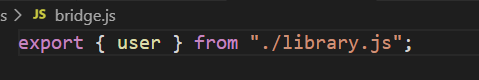 s > JS bridge.js
export { user } from "./library.js";